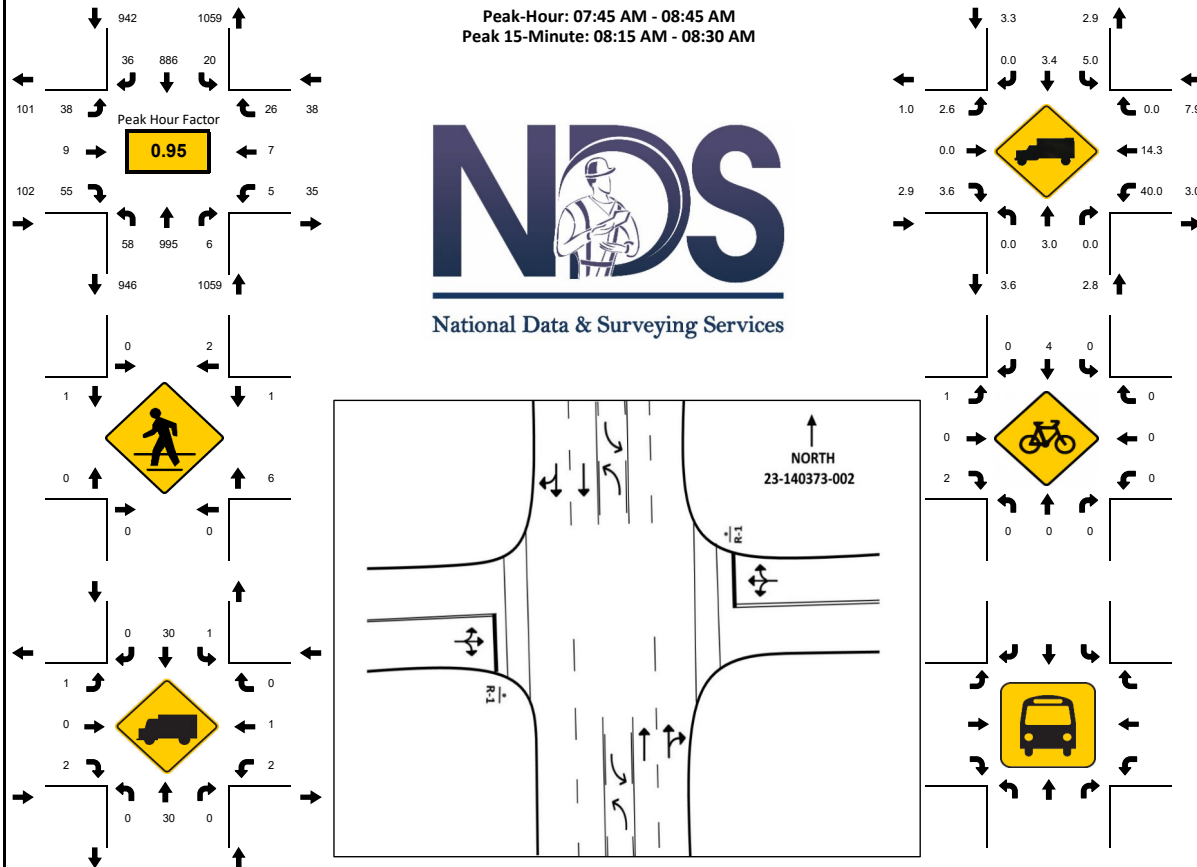 Peak-Hour: 07:45 AM - 08:45 AM
Peak 15-Minute: 08:15 AM - 08:30 AM
942 1059
36 886 20
101 38 26 38
Peak Hour Factor
9 0.95 7
102 55 5 35
58 995 6
946 1059
NDS
National Data & Surveying Services
3.3 2.9
0.0 3.4 5.0
1.0 2.6 0.0 7.9
0.0 14.3
2.9 3.6 40.0 3.0
0.0 3.0 0.0
3.6 2.8
0 2
1 1
0 6
0 0
NORTH
23-140373-002
R-1
R-1
0 4 0
1 0
0 0
2 0
0 0 0
0 30 1
1 0
0 1
2 2
0 30 0